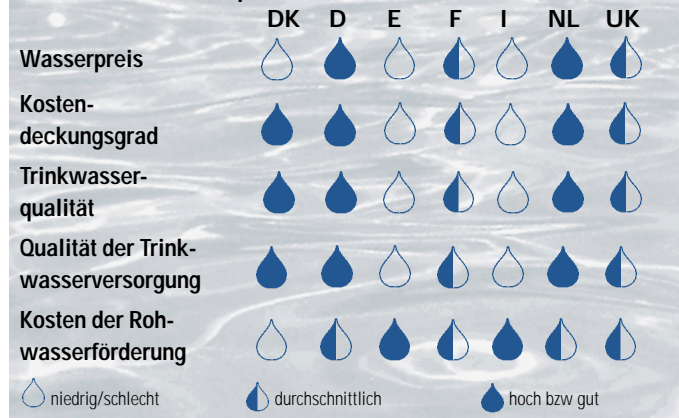 DK D E F I NL UK
Wasserpreis
Kosten-
deckungsgrad
Trinkwasser-
qualität
Qualität der Trink-
wasserversorgung
Kosten der Roh-
wasserförderung
niedrig/schlecht durchschnittlich hoch bzw gut